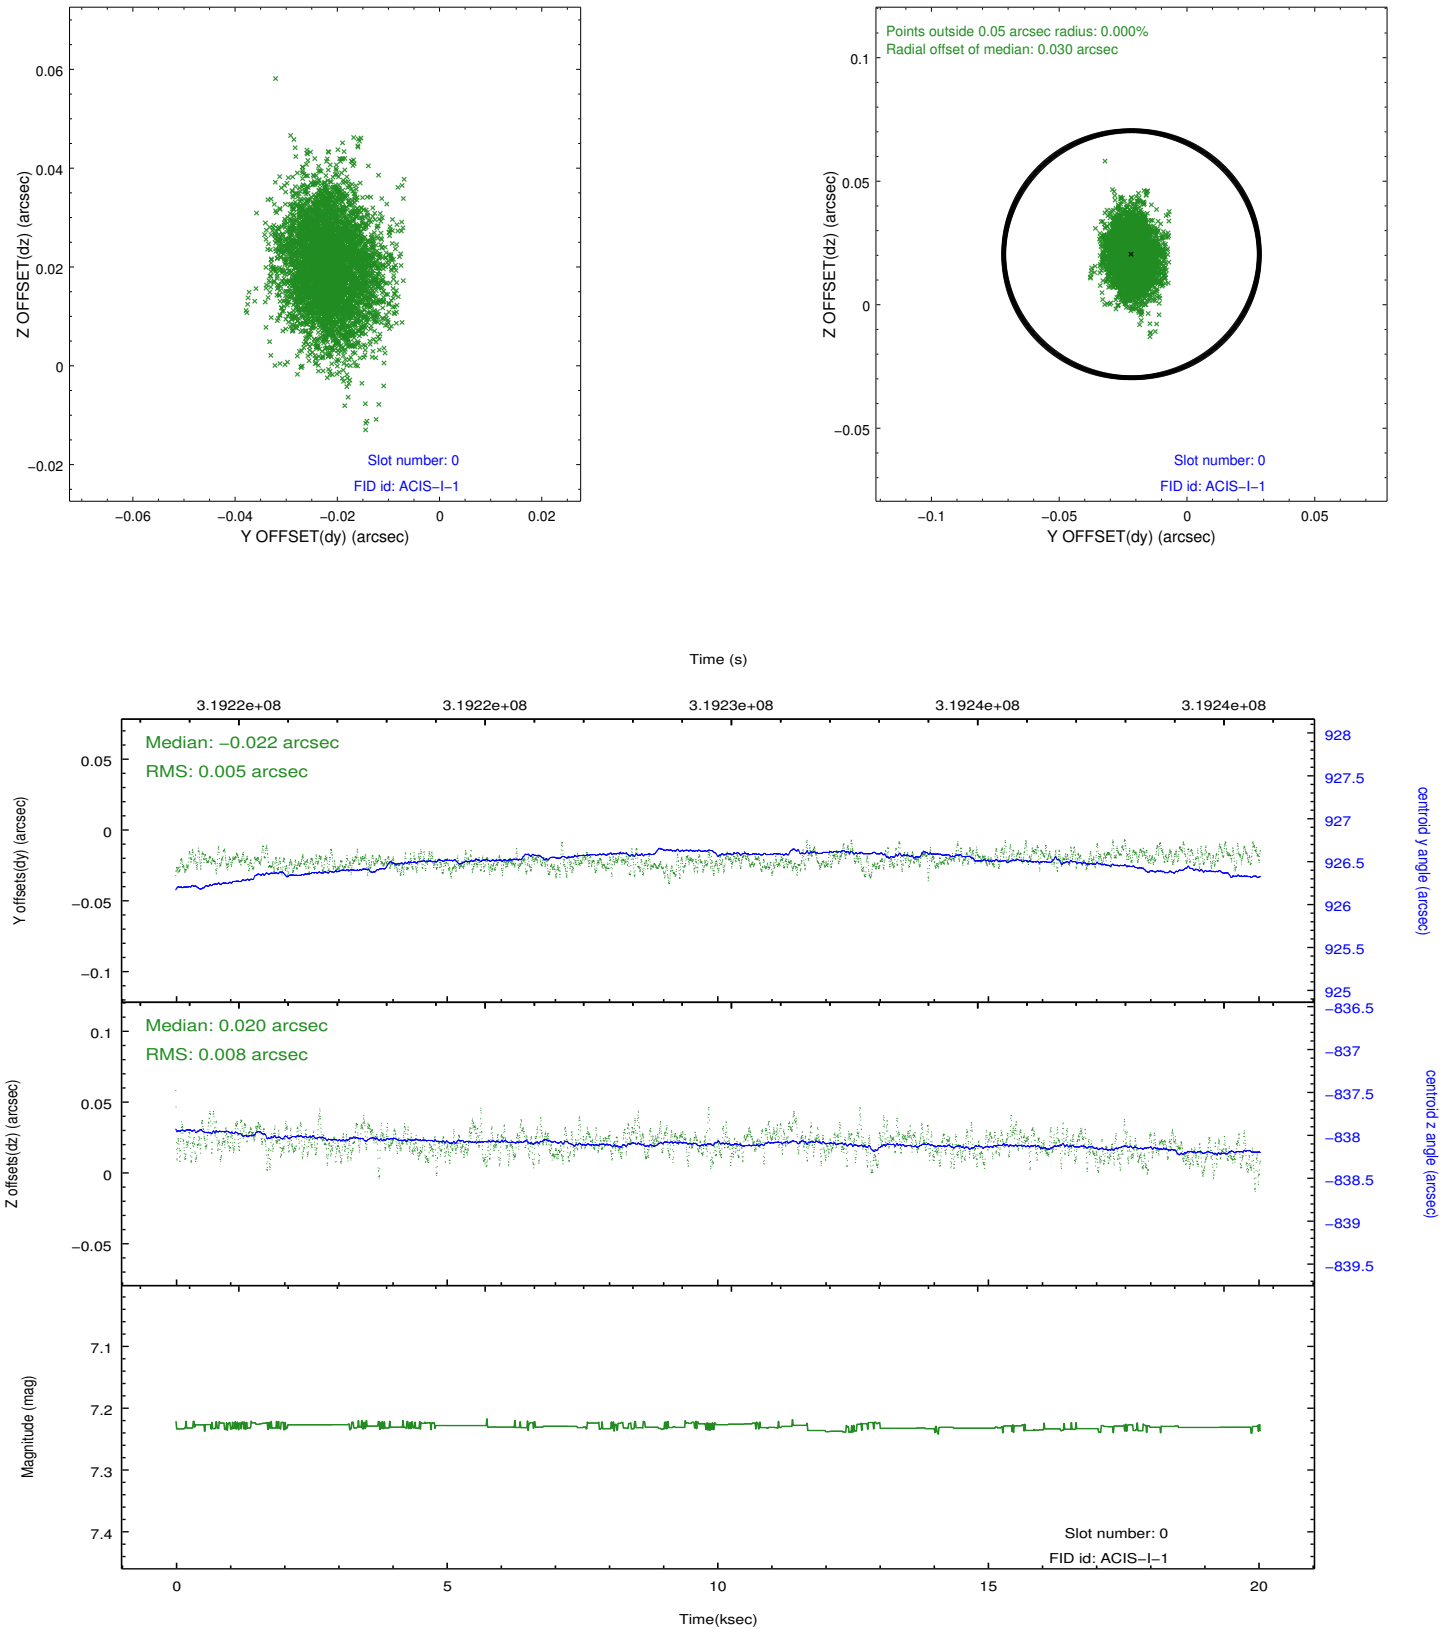 0.06
0.04
0.02
0
−0.02
Z OFFSET(dz) (arcsec)
Slot number: 0
FID id: ACIS−I−1
−0.06
−0.04
−0.02
0
0.02
Y OFFSET(dy) (arcsec)
Points outside 0.05 arcsec radius: 0.000%
Radial offset of median: 0.030 arcsec
0.1
0.05
0
−0.05
Z OFFSET(dz) (arcsec)
Slot number: 0
FID id: ACIS−I−1
−0.1
−0.05
0
0.05
Y OFFSET(dy) (arcsec)
Time (s)
3.1922e+08
3.1922e+08
3.1923e+08
3.1924e+08
3.1924e+08
Median: −0.022 arcsec
RMS: 0.005 arcsec
0.05
0
−0.05
−0.1
Y offsets(dy) (arcsec)
928
927.5
927
926.5
926
925.5
925
centroid y angle (arcsec)
Median: 0.020 arcsec
RMS: 0.008 arcsec
0.1
0.05
0
−0.05
Z offsets(dz) (arcsec)
−836.5
−837
−837.5
−838
−838.5
−839
−839.5
centroid z angle (arcsec)
7.1
7.2
7.3
7.4
Magnitude (mag)
Slot number: 0
FID id: ACIS−I−1
0
5
10
15
20
Time(ksec)